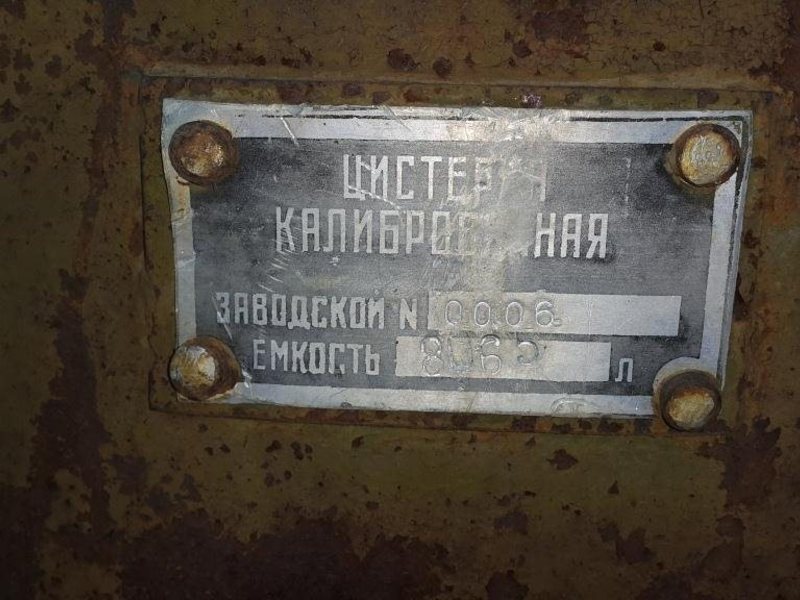 ЦИСТЕРНА
КАЛИБРОВАННАЯ
ЗАВОДСКОЙ N 0006
ЕМКОСТЬ л